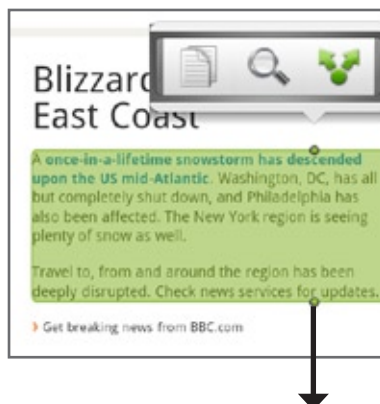 Blizzard
East Coast
A once-in-a-lifetime snowstorm has descended
upon the US mid-Atlantic. Washington, DC, has all
but completely shut down, and Philadelphia has
also been affected. The New York region is seeing
plenty of snow as well.
Travel to, from and around the region has been
deeply disrupted. Check news services for updates.
Get breaking news from BBC.com